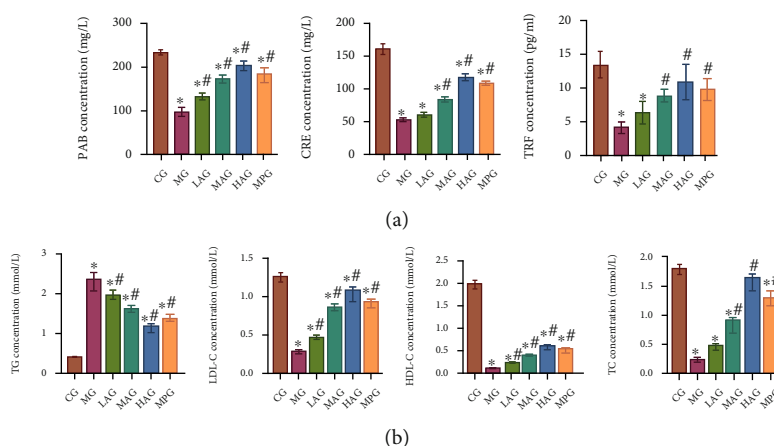 PAB concentration (mg/L)
300
200
100
0
*
*#
*#
*#
*#
CG
MG
LAG
MAG
HAG
MPG
CRE concentration (mg/L)
200
150
100
50
0
*
*
*#
*#
*#
CG
MG
LAG
MAG
HAG
MPG
TRF concentration (pg/ml)
20
15
10
5
0
*
*
#
#
#
CG
MG
LAG
MAG
HAG
MPG
(a)
TG concentration (mmol/L)
3
2
1
0
*
*#
*#
*#
*#
CG
MG
LAG
MAG
HAG
MPG
LDL-C concentration (mmol/L)
1.5
1.0
0.5
0.0
*
*#
*#
*#
*#
CG
MG
LAG
MAG
HAG
MPG
HDL-C concentration (mmol/L)
2.5
2.0
1.5
1.0
0.5
0.0
*
*#
*#
*#
*#
CG
MG
LAG
MAG
HAG
MPG
TC concentration (mmol/L)
2.0
1.5
1.0
0.5
0.0
*
*
*#
#
*
CG
MG
LAG
MAG
HAG
MPG
(b)